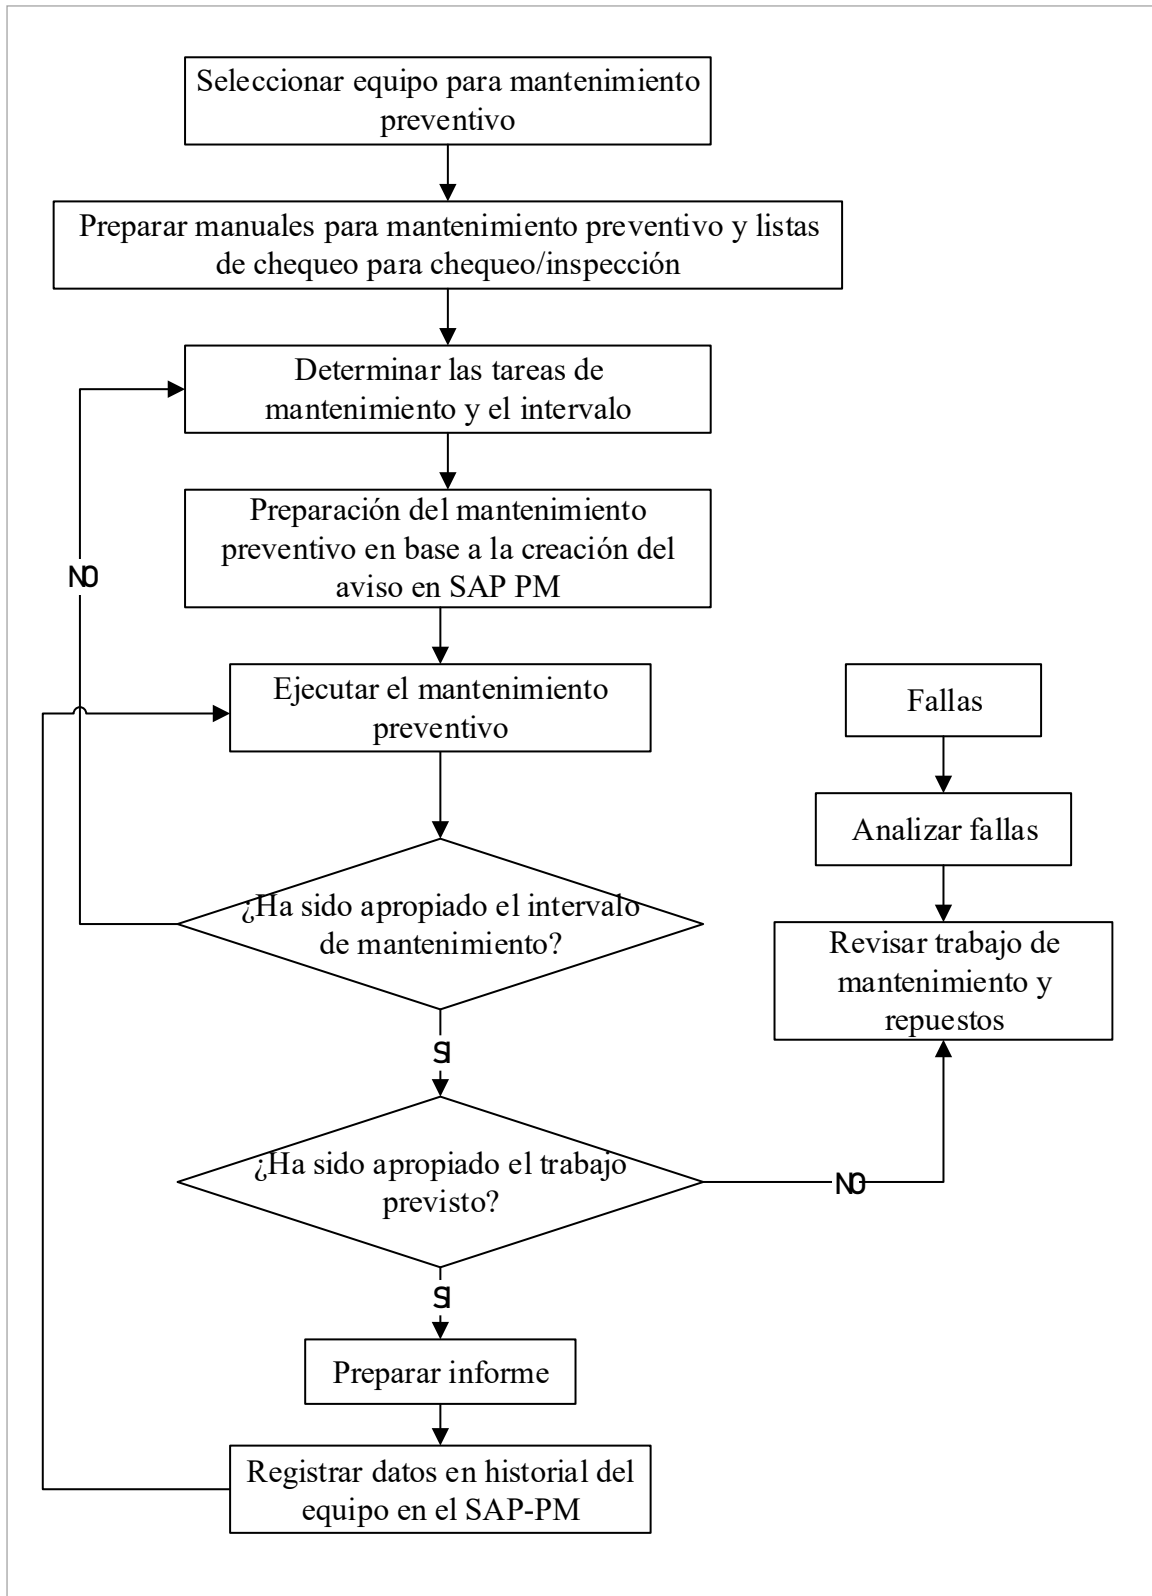 Seleccionar equipo para mantenimiento
preventivo
Preparar manuales para mantenimiento preventivo y listas
de chequeo para chequeo/inspección
Determinar las tareas de
mantenimiento y el intervalo
Preparación del mantenimiento
preventivo en base a la creación del
aviso en SAP PM
NO
Ejecutar el mantenimiento
preventivo
Fallas
Analizar fallas
¿Ha sido apropiado el intervalo
de mantenimiento?
Revisar trabajo de
mantenimiento y
repuestos
SI
¿Ha sido apropiado el trabajo
previsto?
NO
SI
Preparar informe
Registrar datos en historial del
equipo en el SAP-PM